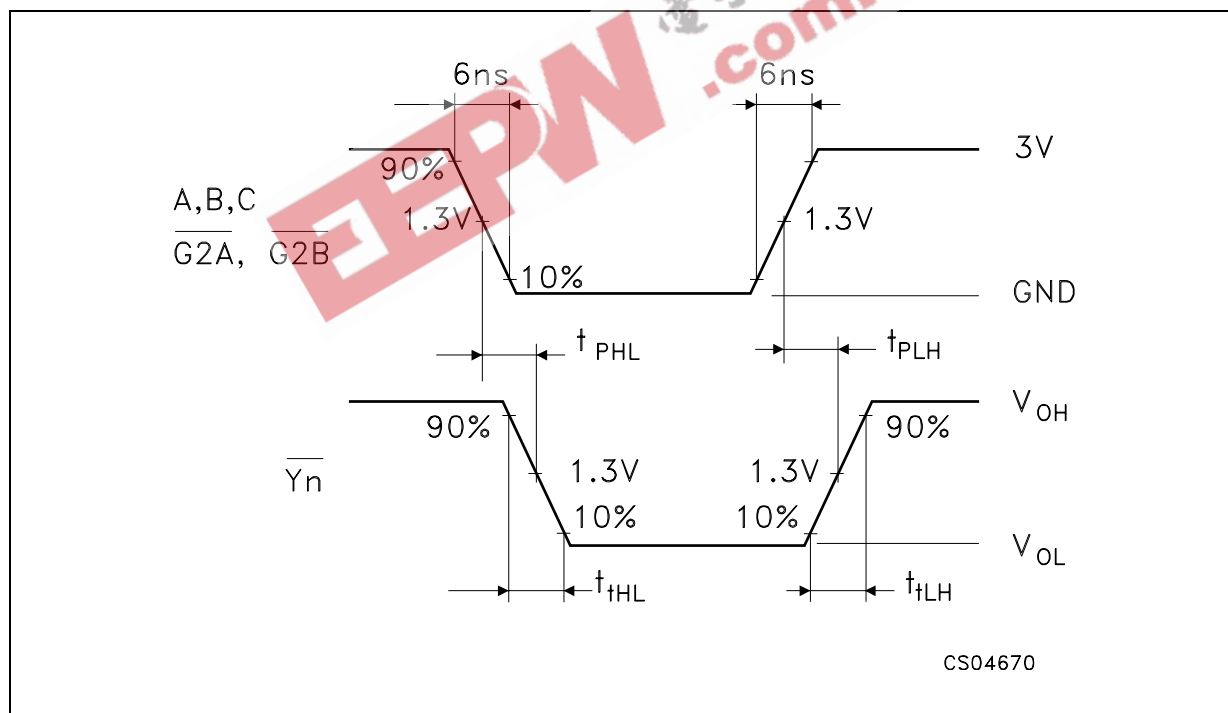 .com
EEPW
6ns 6ns
3V
90%
A,B,C
1.3V 1.3V
G2A, G2B
10%
GND
t PHL t PLH
V OH
90% 90%
1.3V 1.3V
Yn
10% 10%
V OL
t tHL t tLH
CS04670